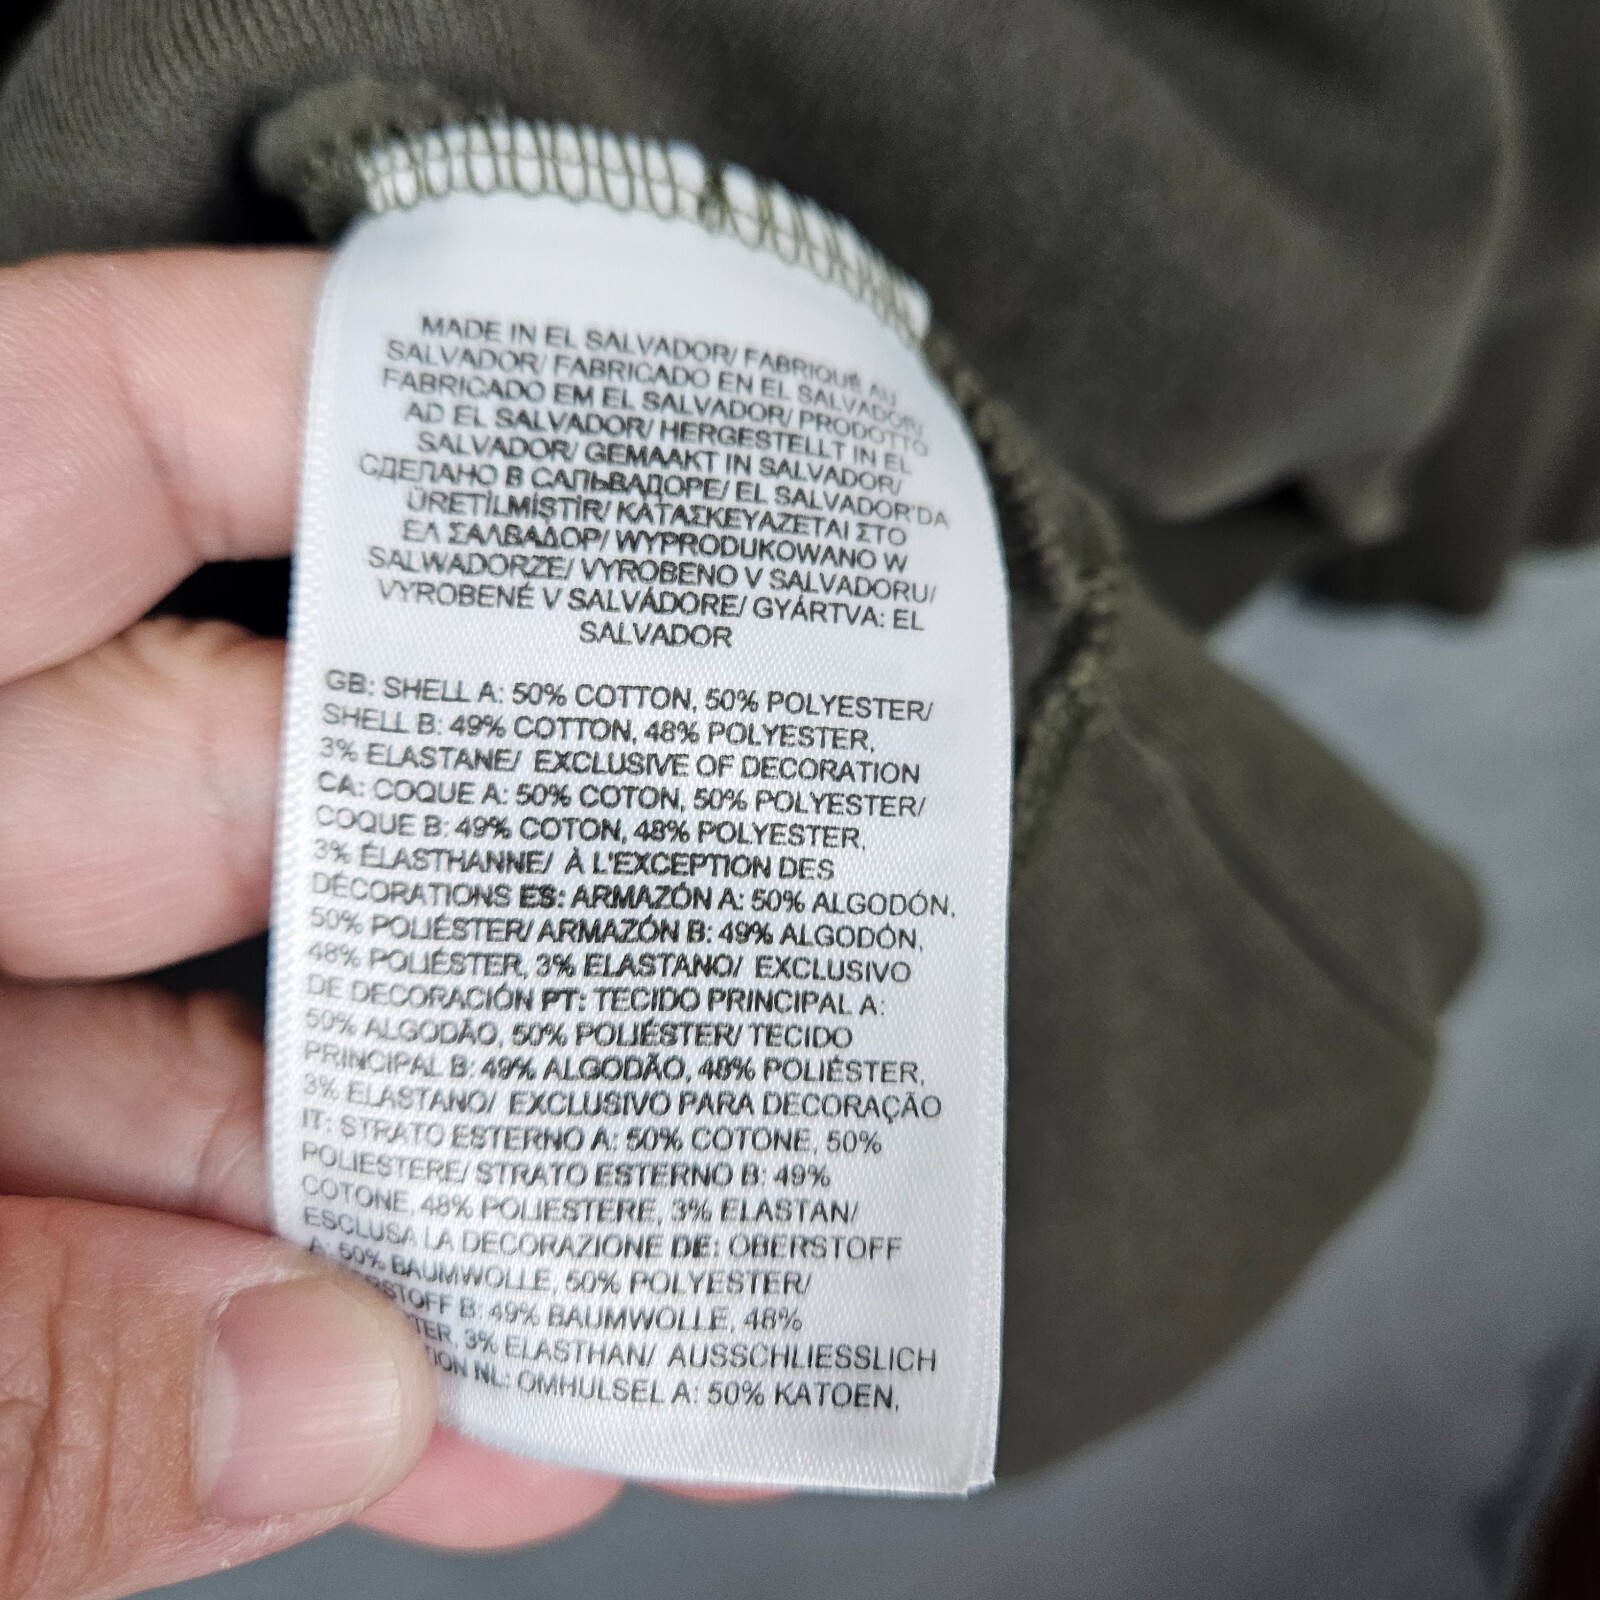 MADE IN EL SALVADOR/ FABRIQUÉ AU
SALVADOR/ FABRICADO EN EL SALVADOR/
FABRICADO EM EL SALVADOR/ PRODOTTO
AD EL SALVADOR/ HERGESTELLT IN EL
SALVADOR/ GEMAAKT IN SALVADOR/
СДЕЛАНО В САЛЬВАДОРЕ/ EL SALVADOR'DA
ÜRETİLMİŞTİR/ ΚΑΤΑΣΚΕΥΑΖΕΤΑΙ ΣΤΟ
ΕΛ ΣΑΛΒΑΔΟΡ/ WYPRODUKOWANO W
SALWADORZE/ VYROBENO V SALVADORU/
VYROBENÉ V SALVÁDORE/ GYÁRTVA: EL
SALVADOR
GB: SHELL A: 50% COTTON, 50% POLYESTER/
SHELL B: 49% COTTON, 48% POLYESTER,
3% ELASTANE/ EXCLUSIVE OF DECORATION
CA: COQUE A: 50% COTON, 50% POLYESTER/
COQUE B: 49% COTON, 48% POLYESTER,
3% ÉLASTHANNE/ À L'EXCEPTION DES
DÉCORATIONS ES: ARMAZÓN A: 50% ALGODÓN,
50% POLIÉSTER/ ARMAZÓN B: 49% ALGODÓN,
48% POLIÉSTER, 3% ELASTANO/ EXCLUSIVO
DE DECORACIÓN PT: TECIDO PRINCIPAL A:
50% ALGODÃO, 50% POLIÉSTER/ TECIDO
PRINCIPAL B: 49% ALGODÃO, 48% POLIÉSTER,
3% ELASTANO/ EXCLUSIVO PARA DECORAÇÃO
IT: STRATO ESTERNO A: 50% COTONE, 50%
POLIESTERE/ STRATO ESTERNO B: 49%
COTONE, 48% POLIESTERE, 3% ELASTAN/
ESCLUSA LA DECORAZIONE DE: OBERSTOFF
A: 50% BAUMWOLLE, 50% POLYESTER/
B: 49% BAUMWOLLE, 48%
3% ELASTHAN/ AUSSCHLIESSLICH
NL: OMHULSEL A: 50% KATOEN,